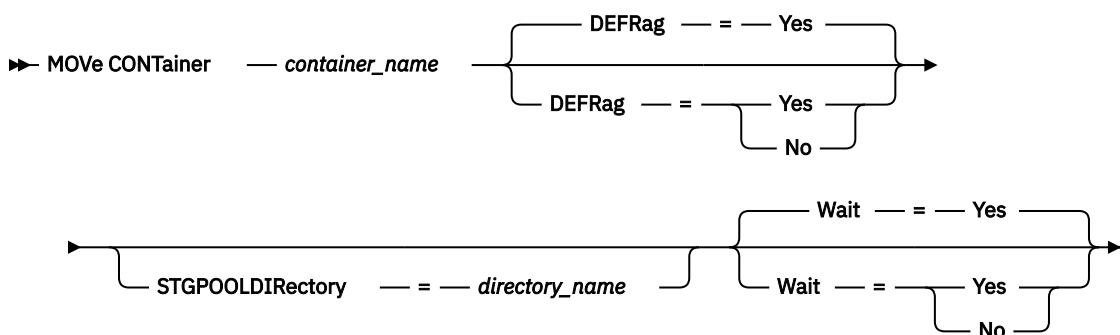 DEFRag = Yes
MOVe CONTainer container_name
DEFRag = Yes
No
Wait = Yes
STGPOOLDIRectory = directory_name
Wait = Yes
No